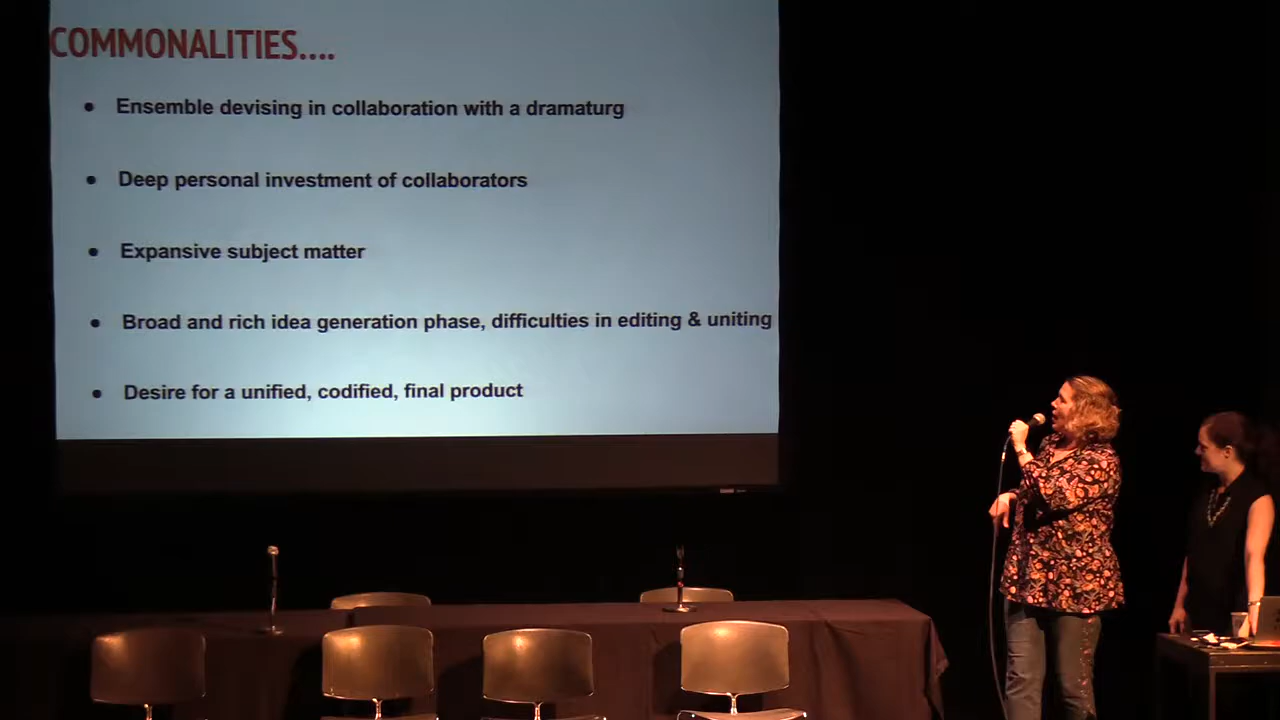 COMMONALITIES....
● Ensemble devising in collaboration with a dramaturg
● Deep personal investment of collaborators
● Expansive subject matter
● Broad and rich idea generation phase, difficulties in editing & uniting
● Desire for a unified, codified, final product